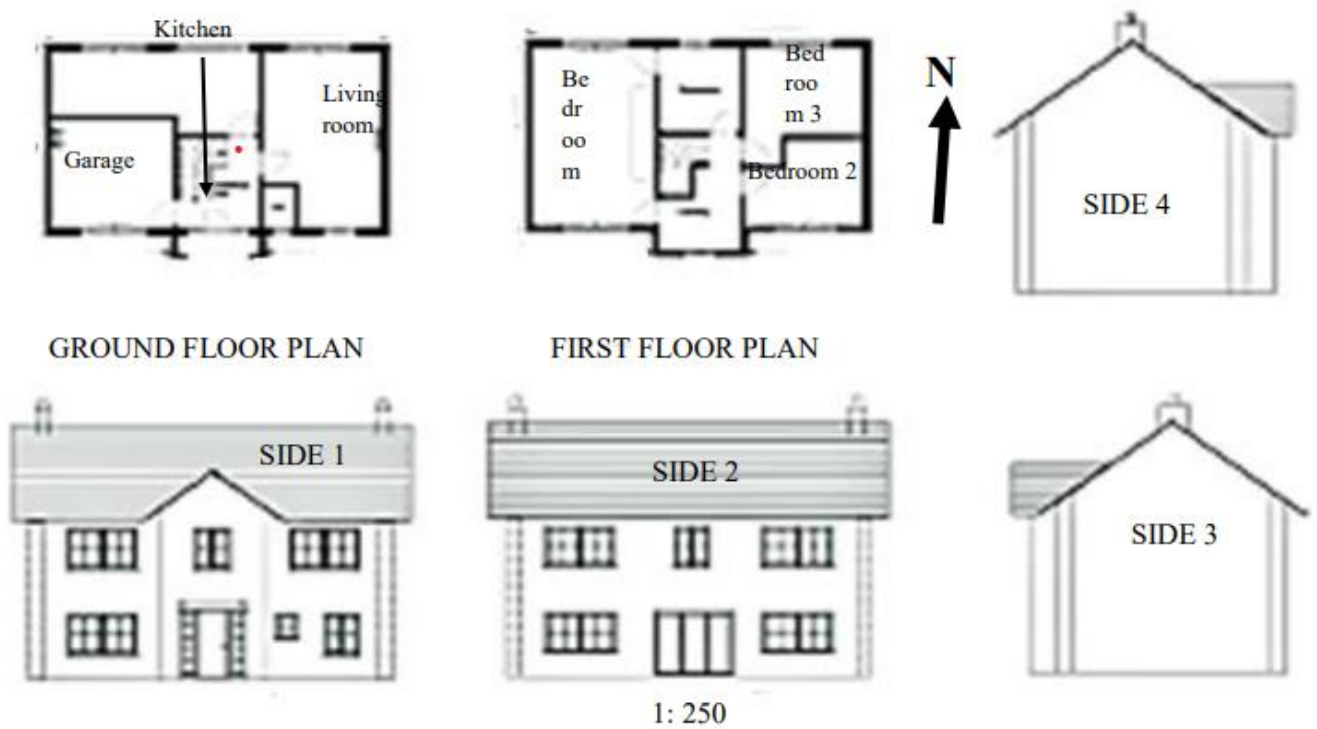 Kitchen
Living
room
Garage
Be
dr
oo
m
Bed
roo
m 3
Bedroom 2
N
SIDE 4
GROUND FLOOR PLAN
FIRST FLOOR PLAN
SIDE 1
SIDE 2
SIDE 3
1: 250